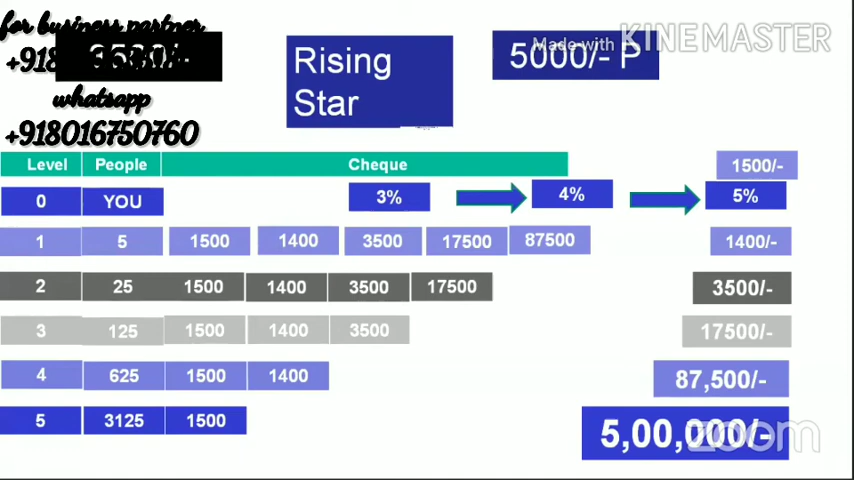 for business partner
Made with KINEMASTER
Rising
Star
5000/- P
whatsapp
+918016750760
Level People Cheque 1500/-
0 YOU 3% 4% 5%
1 5 1500 1400 3500 17500 87500 1400/-
2 25 1500 1400 3500 17500 3500/-
3 125 1500 1400 3500 17500/-
4 625 1500 1400 87,500/-
5 3125 1500 5,00,000/-
zoom